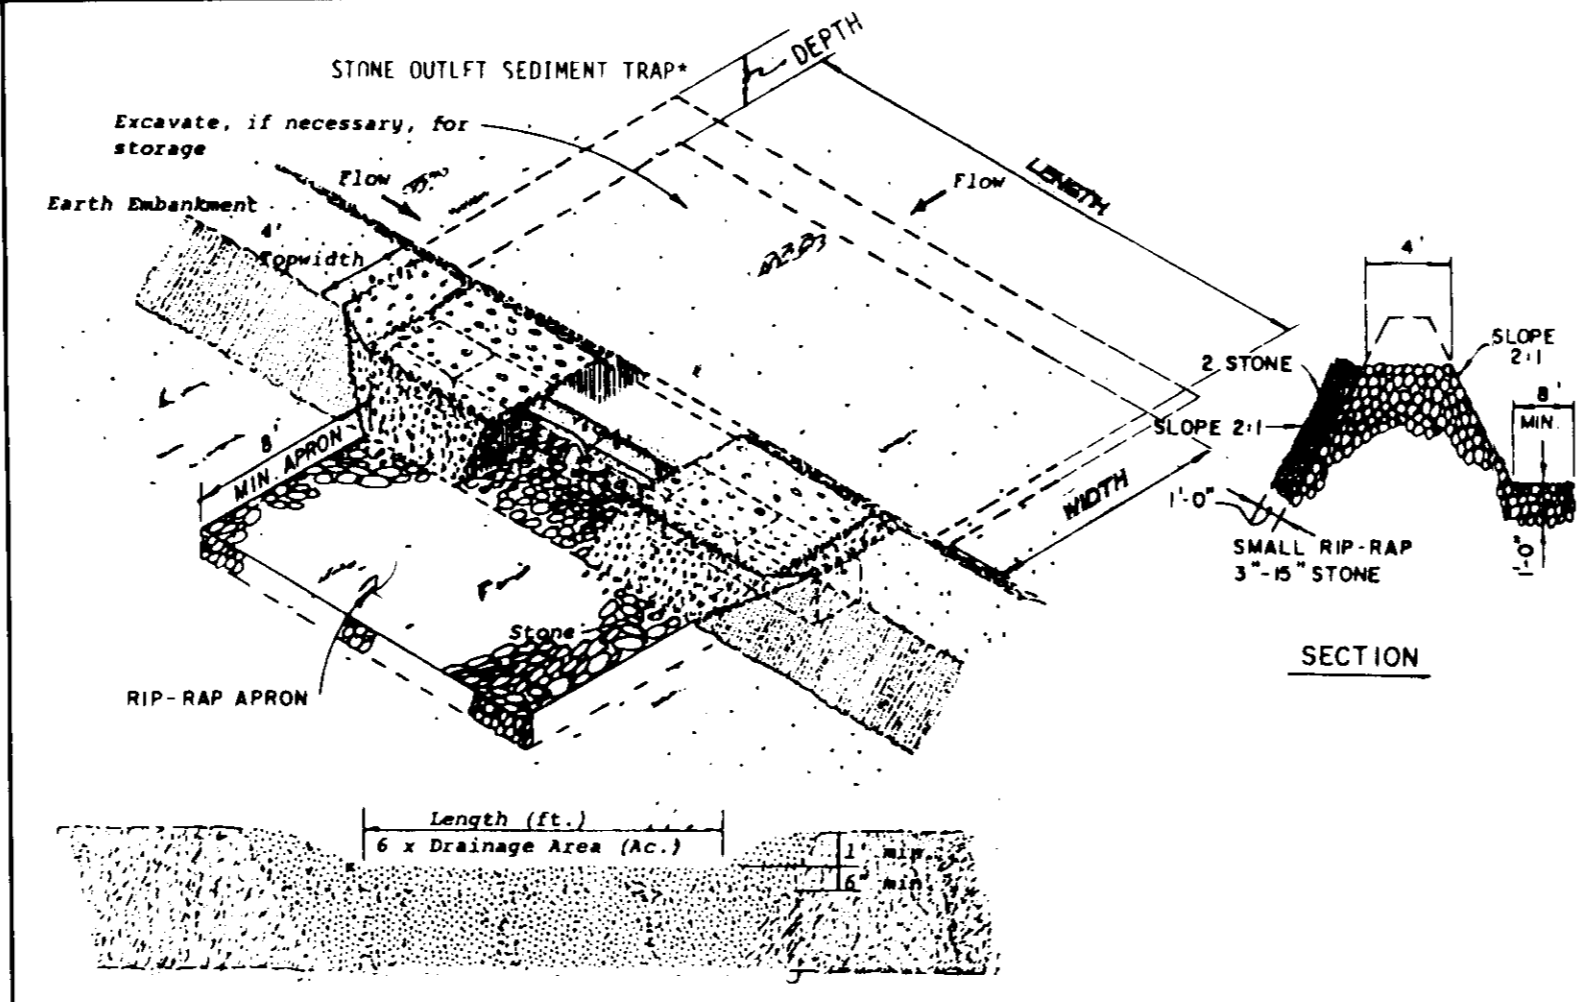 STONE OUTLET SEDIMENT TRAP*
DEPTH
Excavate, if necessary, for
storage
Flow
LENGTH
Flow
Earth Embankment
4'
Topwidth
4'
SLOPE
2:1
2 STONE
8'
MIN.
SLOPE 2:1
8'
MIN. APRON
WIDTH
1'-0"
SMALL RIP-RAP
3"-15" STONE
1'-0"
Stone
SECTION
RIP-RAP APRON
Length (ft.)
6 x Drainage Area (Ac.)
1' min.
6" min.